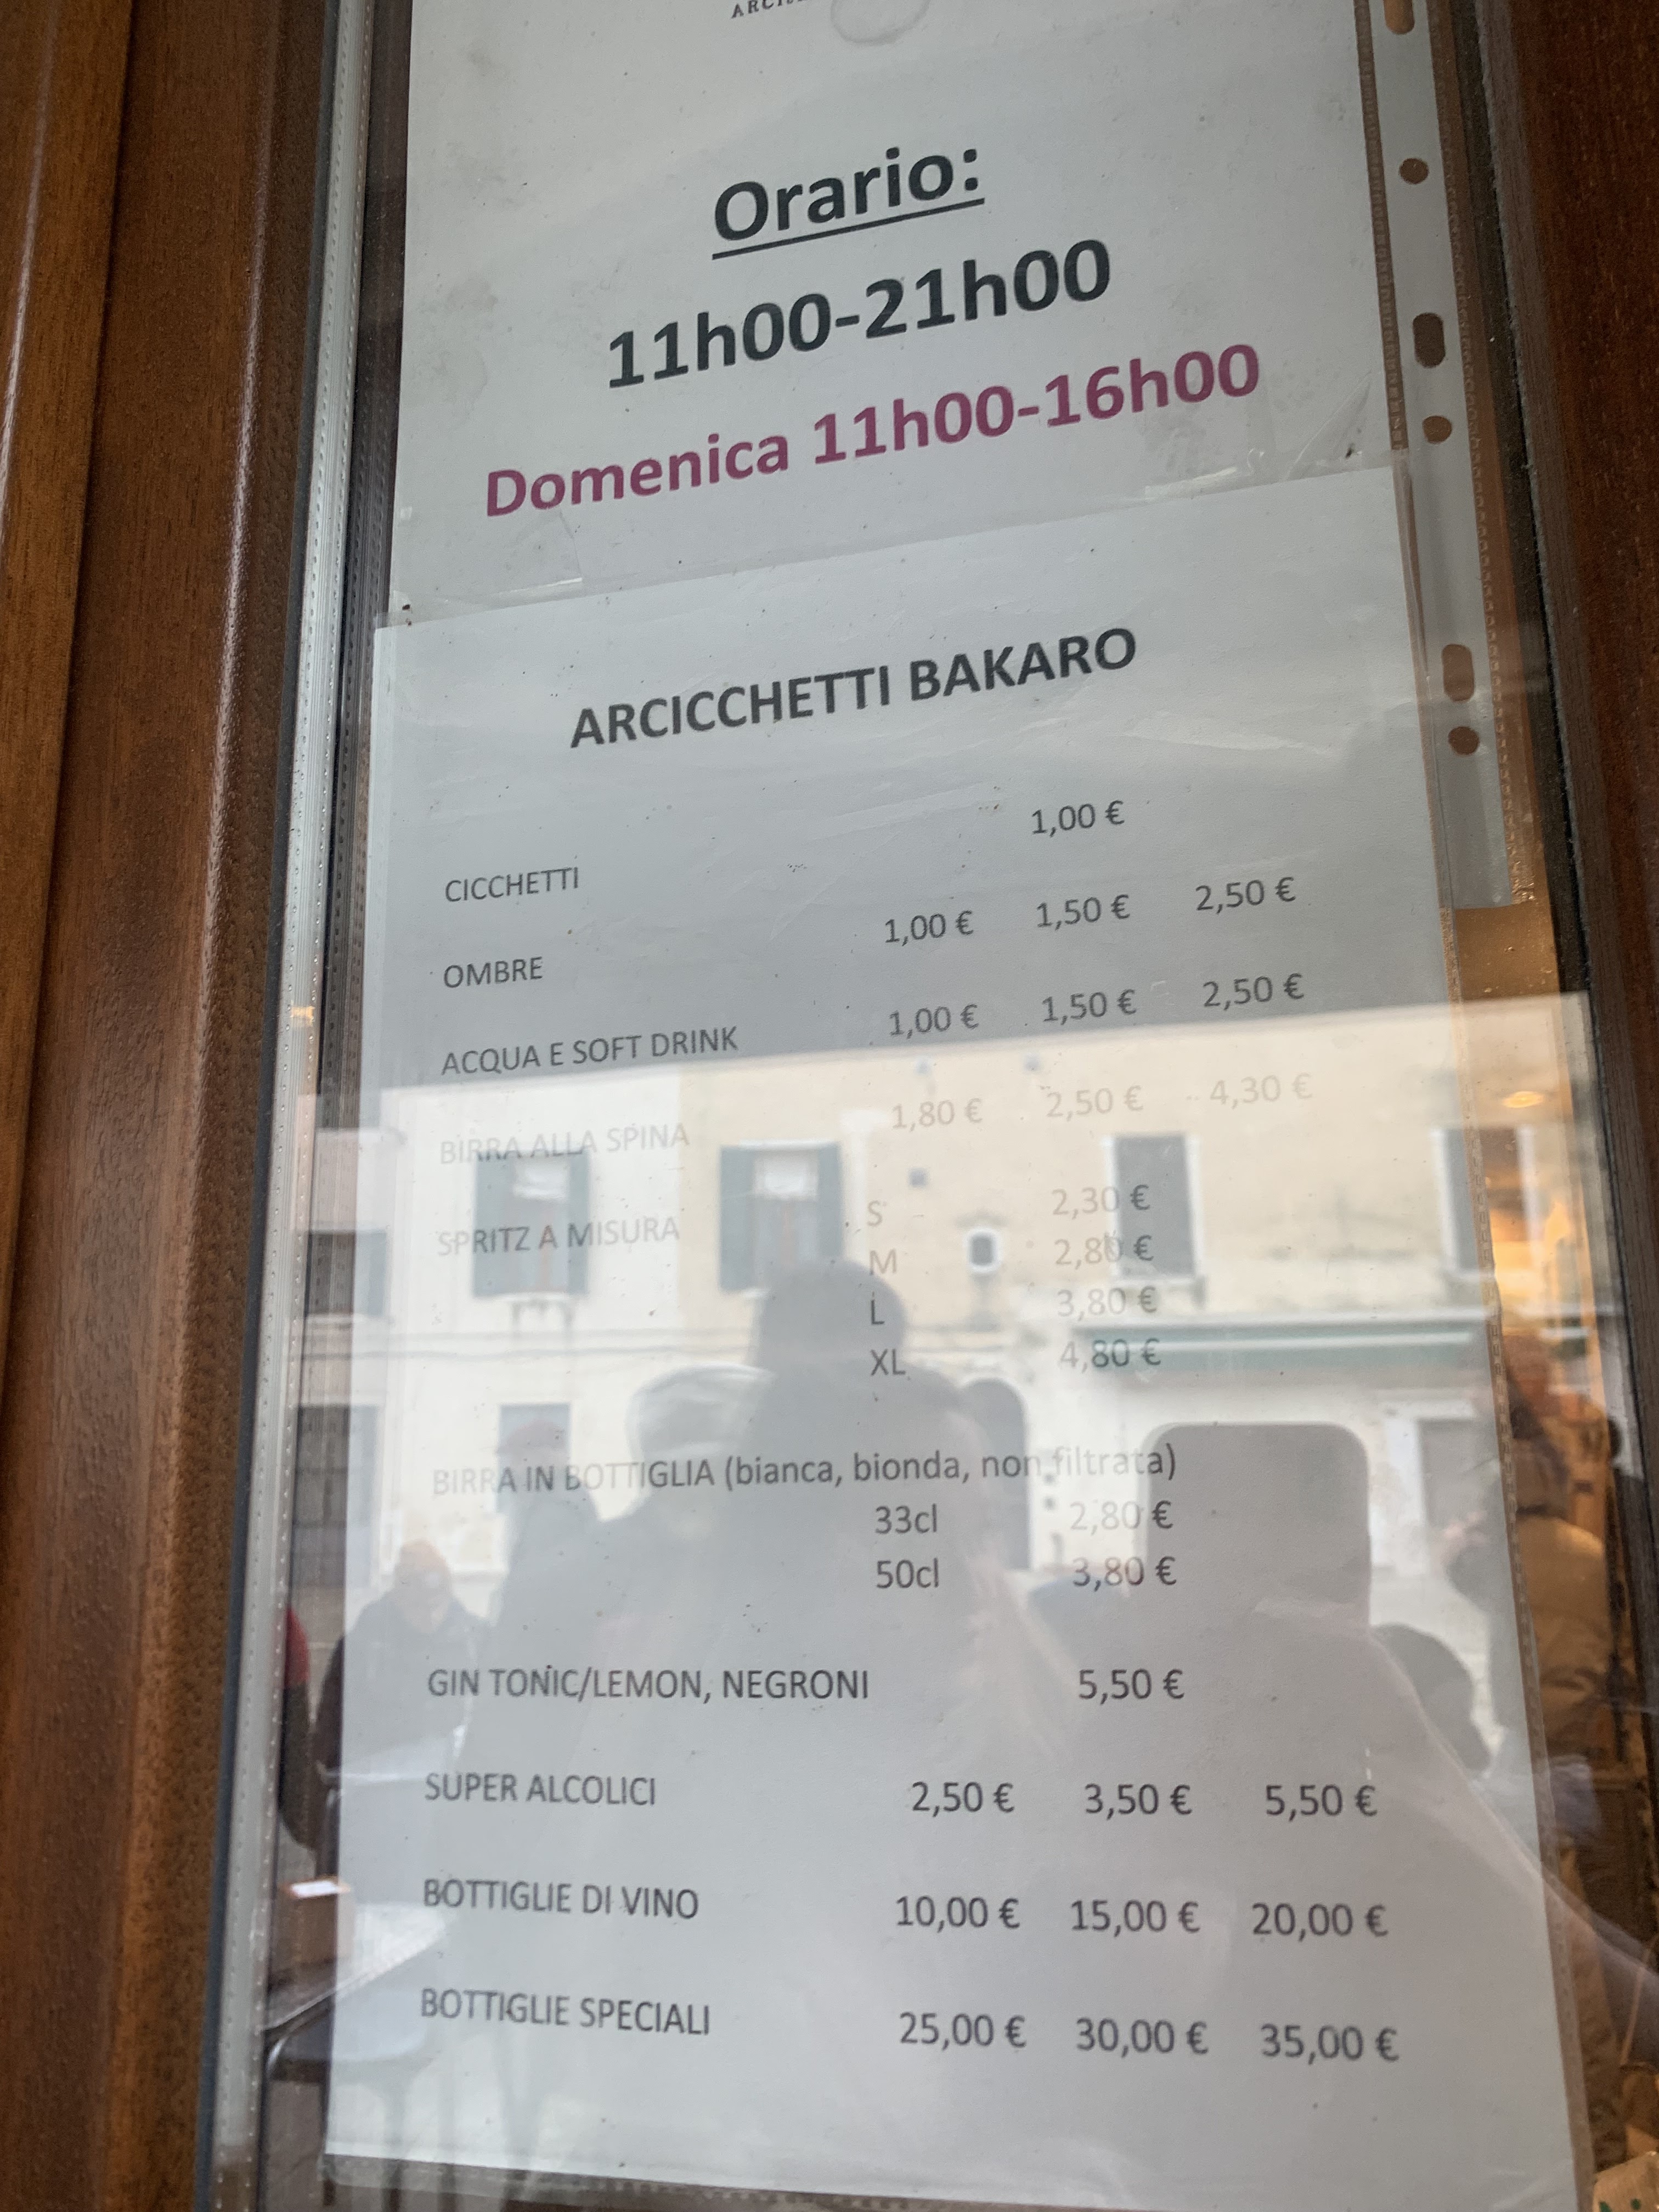 Orario:
11h00-21h00
Domenica 11h00-16h00
ARCICCHETTI BAKARO
CICCHETTI 1,00 €
OMBRE 1,00 € 1,50 € 2,50 €
ACQUA E SOFT DRINK 1,00 € 1,50 € 2,50 €
BIRRA ALLA SPINA 1,80 € 2,50 € 4,30 €
SPRITZ A MISURA S 2,30 €
M 2,80 €
L 3,80 €
XL 4,80 €
BIRRA IN BOTTIGLIA (bianca, bionda, non filtrata)
33cl 2,80 €
50cl 3,80 €
GIN TONIC/LEMON, NEGRONI 5,50 €
SUPER ALCOLICI 2,50 € 3,50 € 5,50 €
BOTTIGLIE DI VINO 10,00 € 15,00 € 20,00 €
BOTTIGLIE SPECIALI 25,00 € 30,00 € 35,00 €